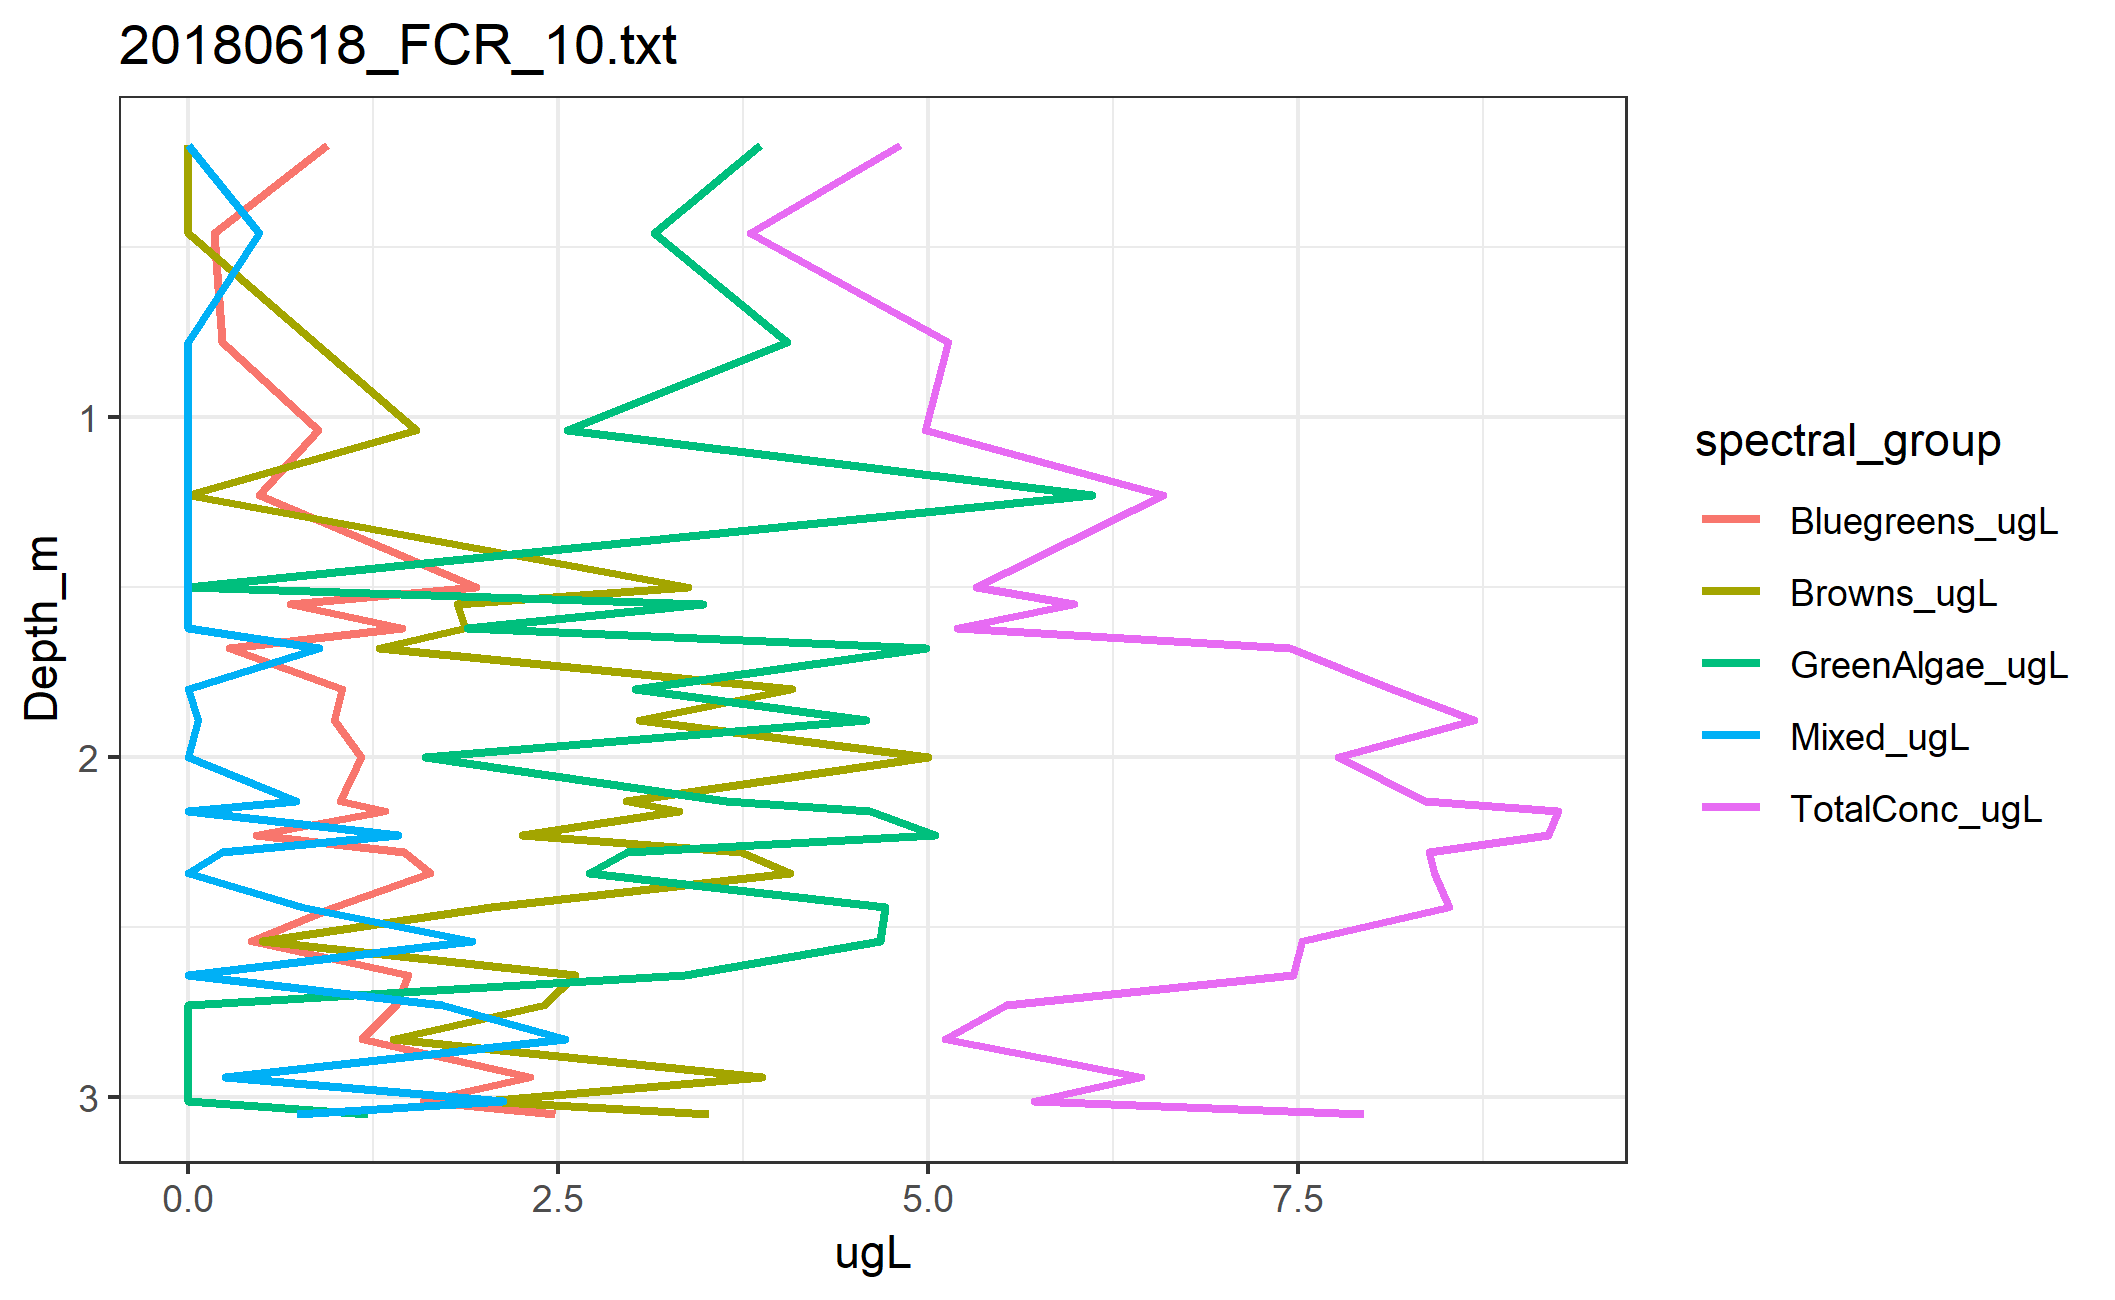 20180618_FCR_10.txt
Depth_m
1
2
3
0.0 2.5 5.0 7.5
ugL
spectral_group
Bluegreens_ugL
Browns_ugL
GreenAlgae_ugL
Mixed_ugL
TotalConc_ugL